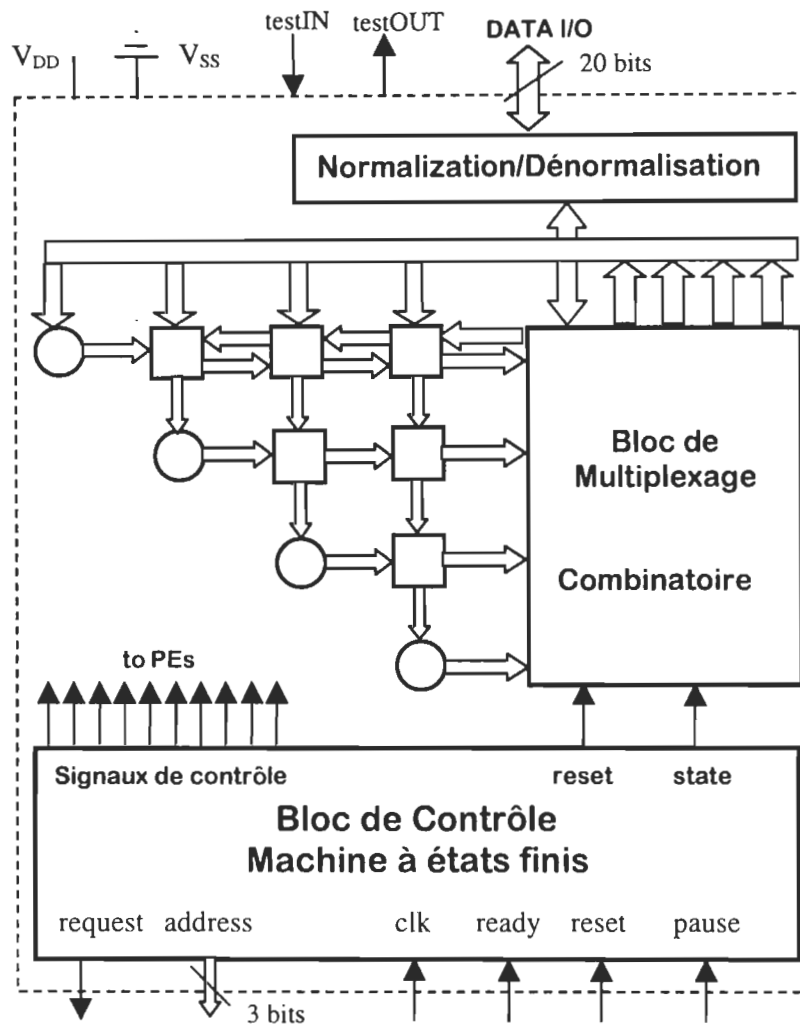 testIN testOUT DATA I/O
VDD VSS 20 bits
Normalization/Dénormalisation
Bloc de
Multiplexage
Combinatoire
to PEs
Signaux de contrôle reset state
Bloc de Contrôle
Machine à états finis
request address clk ready reset pause
3 bits